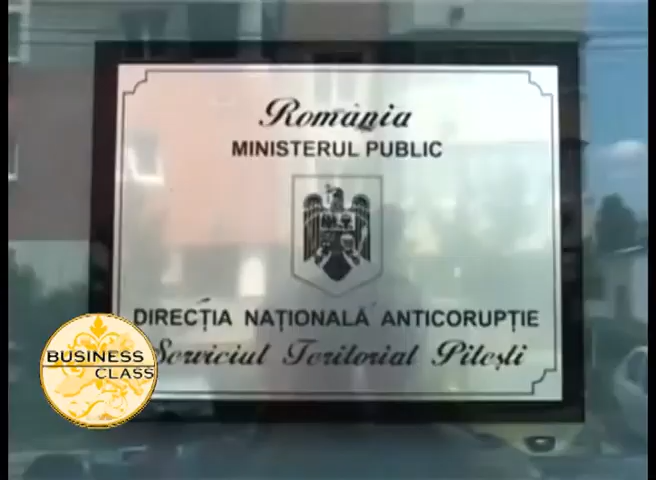 România
MINISTERUL PUBLIC
DIRECȚIA NAȚIONALĂ ANTICORUPȚIE
Serviciul Teritorial Pitești
BUSINESS
CLASS